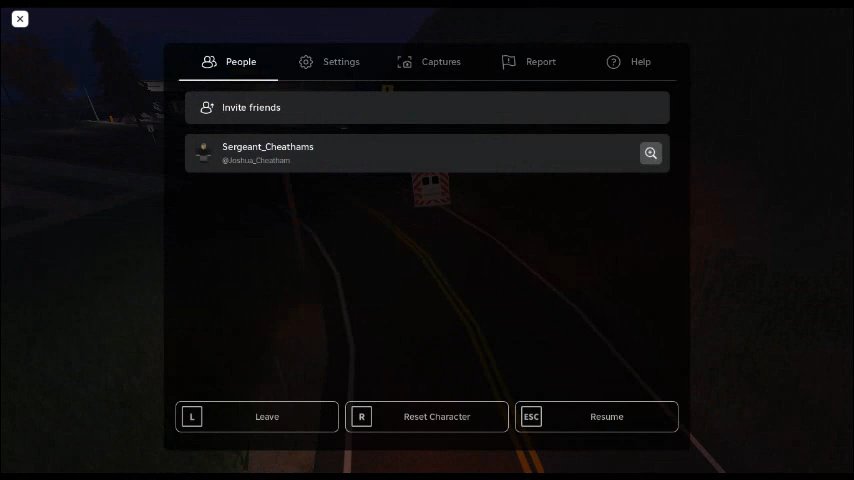 People
Settings
Captures
Report
Help
Invite friends
Sergeant_Cheathams
@Joshua_Cheatham
L
Leave
R
Reset Character
ESC
Resume